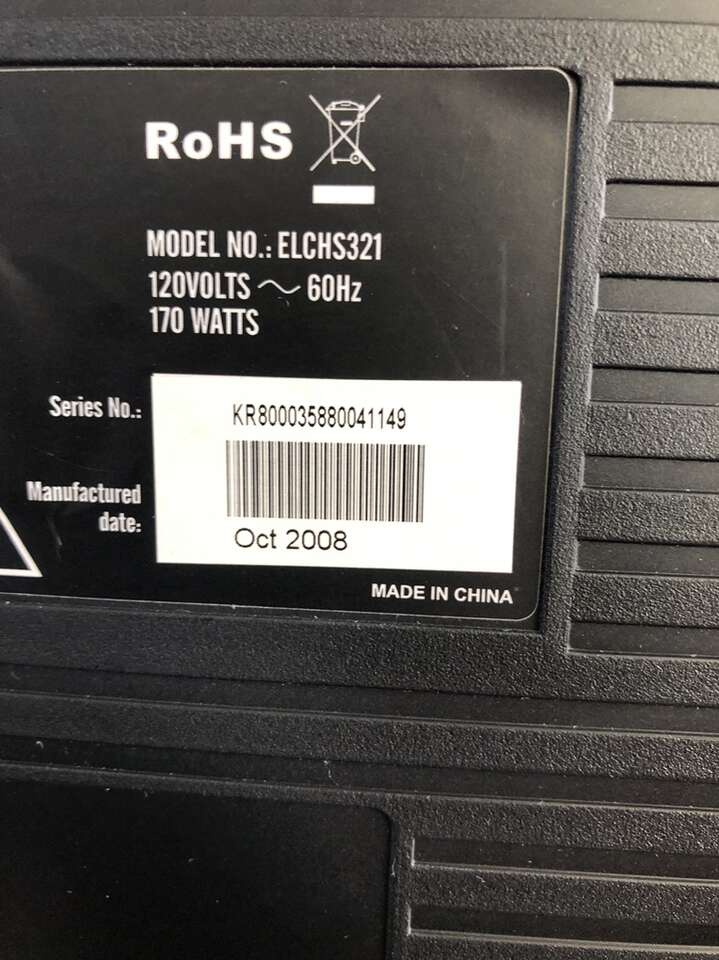 RoHS
MODEL NO.: ELCHS321
120VOLTS ~ 60Hz
170 WATTS
Series No.:
KR800035880041149
Manufactured
date:
Oct 2008
MADE IN CHINA